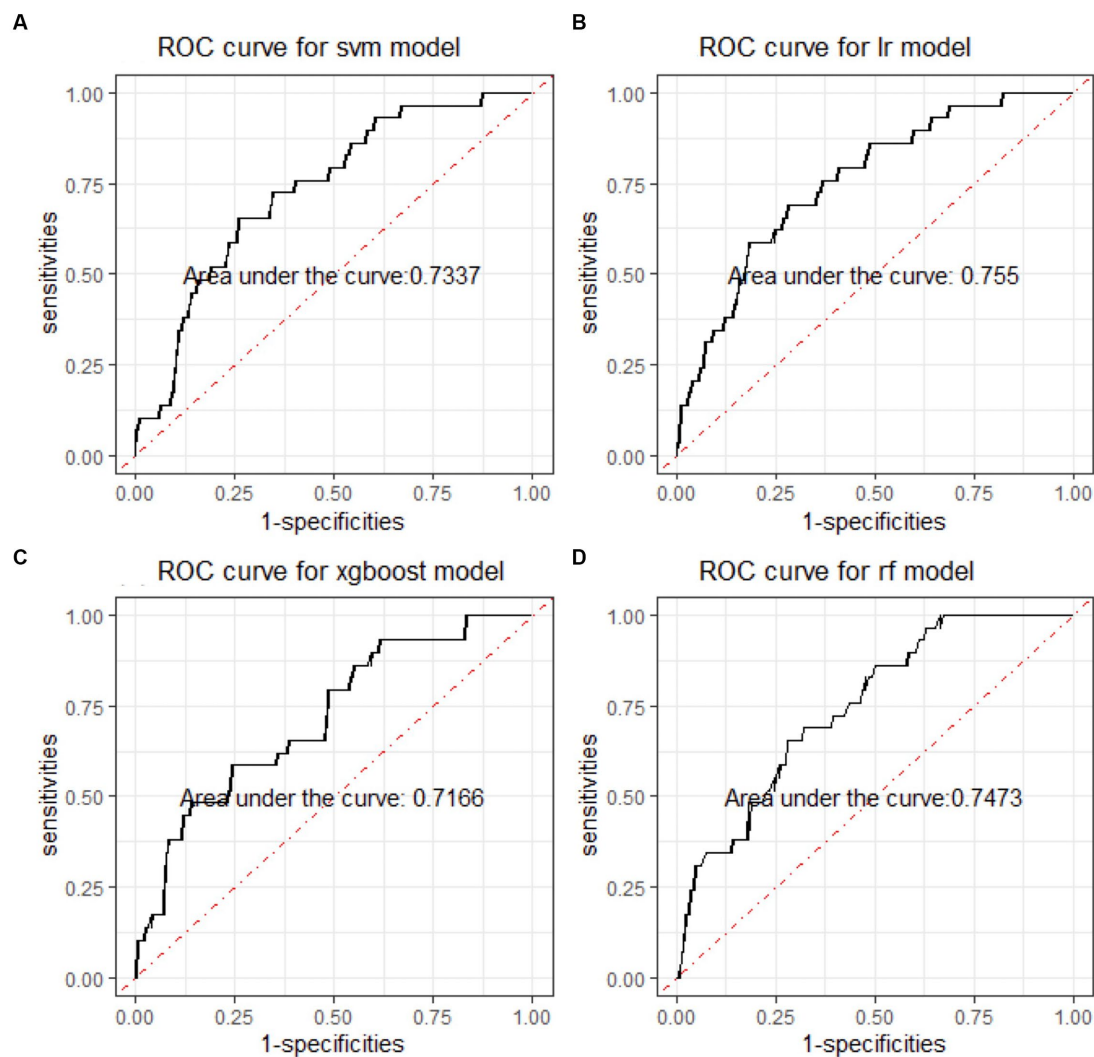 A
ROC curve for svm model
1.00
0.75
0.50
0.25
0.00
sensitivities
Area under the curve:0.7337
0.00 0.25 0.50 0.75 1.00
1-specificities
B
ROC curve for lr model
1.00
0.75
0.50
0.25
0.00
sensitivities
Area under the curve: 0.755
0.00 0.25 0.50 0.75 1.00
1-specificities
C
ROC curve for xgboost model
1.00
0.75
0.50
0.25
0.00
sensitivities
Area under the curve: 0.7166
0.00 0.25 0.50 0.75 1.00
1-specificities
D
ROC curve for rf model
1.00
0.75
0.50
0.25
0.00
sensitivities
Area under the curve:0.7473
0.00 0.25 0.50 0.75 1.00
1-specificities